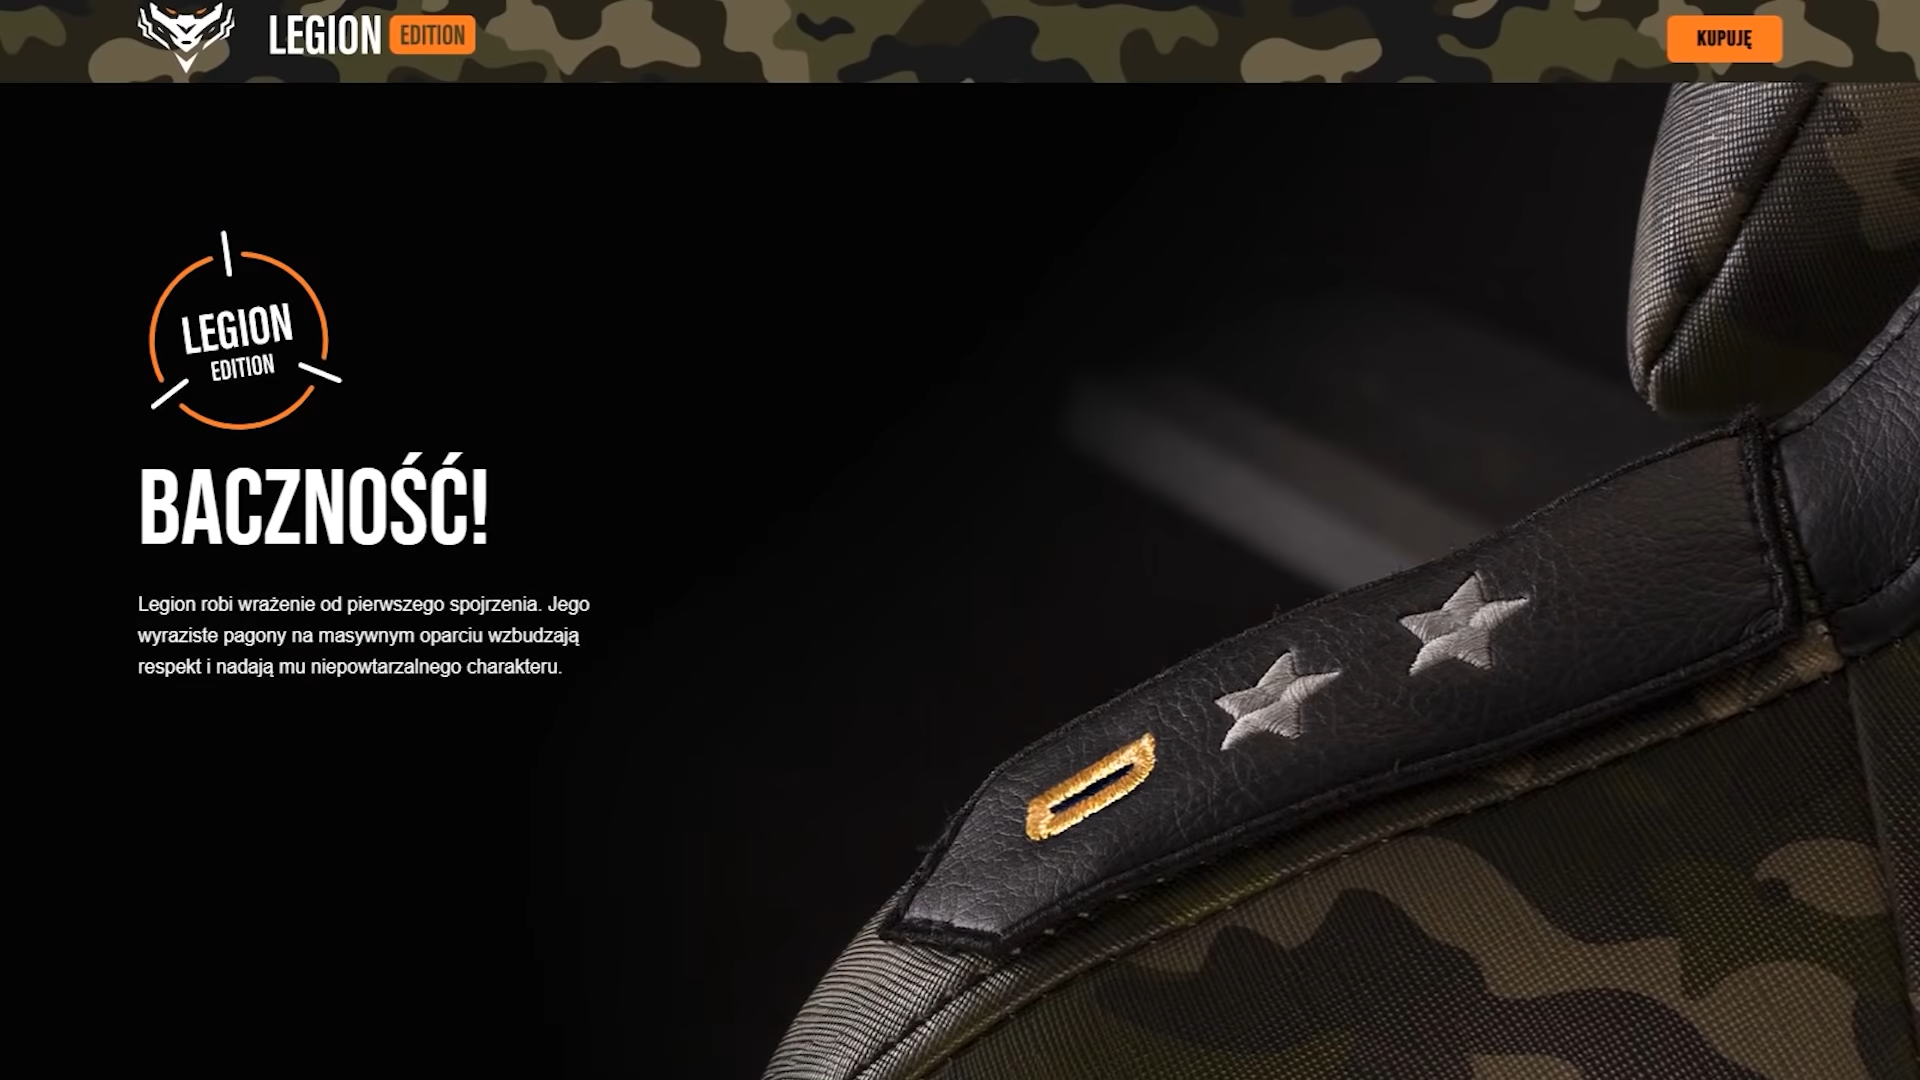 LEGION EDITION
KUPUJĘ
LEGION
EDITION
BACZNOŚĆ!
Legion robi wrażenie od pierwszego spojrzenia. Jego
wyraziste pagony na masywnym oparciu wzbudzają
respekt i nadają mu niepowtarzalnego charakteru.